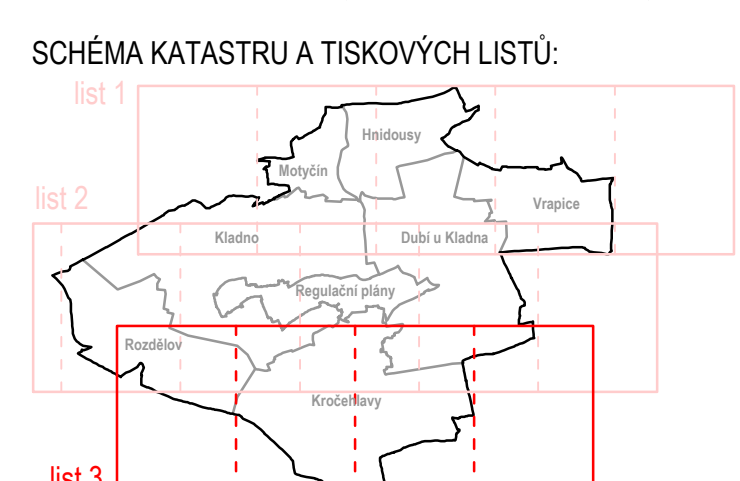 SCHÉMA KATASTRU A TISKOVÝCH LISTŮ:
list 1
Hnidousy
Motyčín
list 2
Vrapice
Kladno
Dubí u Kladna
Regulační plány
Rozdělov
Kročehlavy
list 3